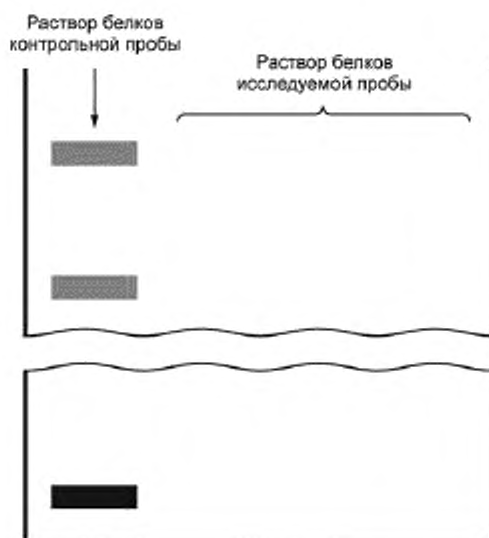 Раствор белков
контрольной пробы
Раствор белков
исследуемой пробы